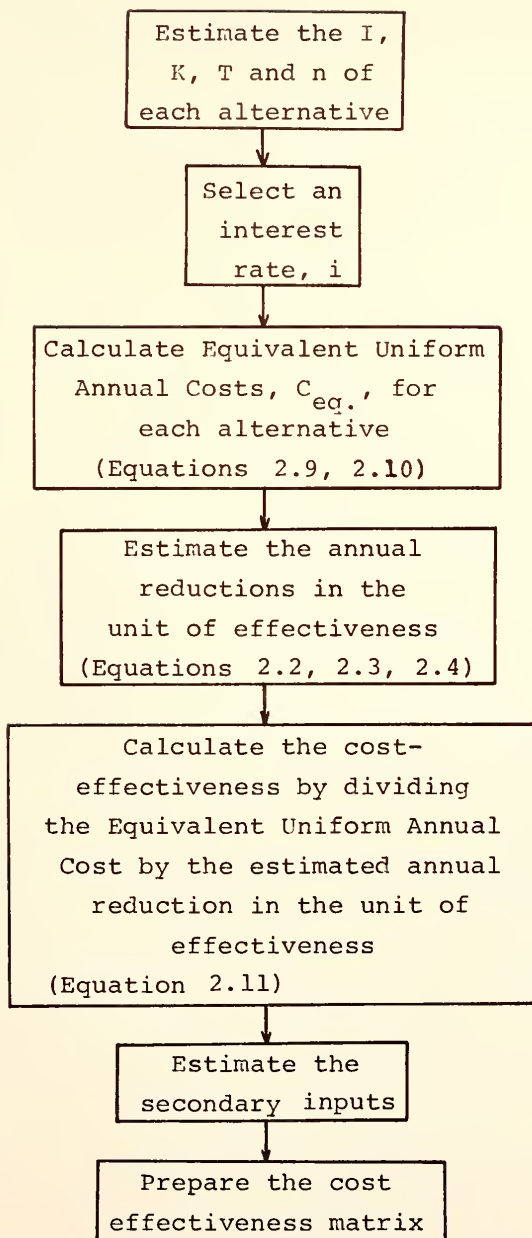 Estimate the I,
K, T and n of
each alternative
Select an
interest
rate, i
Calculate Equivalent Uniform
Annual Costs, Ceq., for
each alternative
(Equations 2.9, 2.10)
Estimate the annual
reductions in the
unit of effectiveness
(Equations 2.2, 2.3, 2.4)
Calculate the cost-
effectiveness by dividing
the Equivalent Uniform Annual
Cost by the estimated annual
reduction in the unit of
effectiveness
(Equation 2.11)
Estimate the
secondary inputs
Prepare the cost
effectiveness matrix